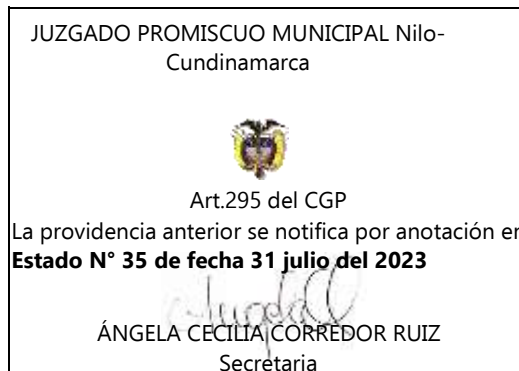 JUZGADO PROMISCUO MUNICIPAL Nilo-
Cundinamarca
Art.295 del CGP
La providencia anterior se notifica por anotación en
Estado N° 35 de fecha 31 julio del 2023
ÁNGELA CECILIA CORREDOR RUIZ
Secretaria